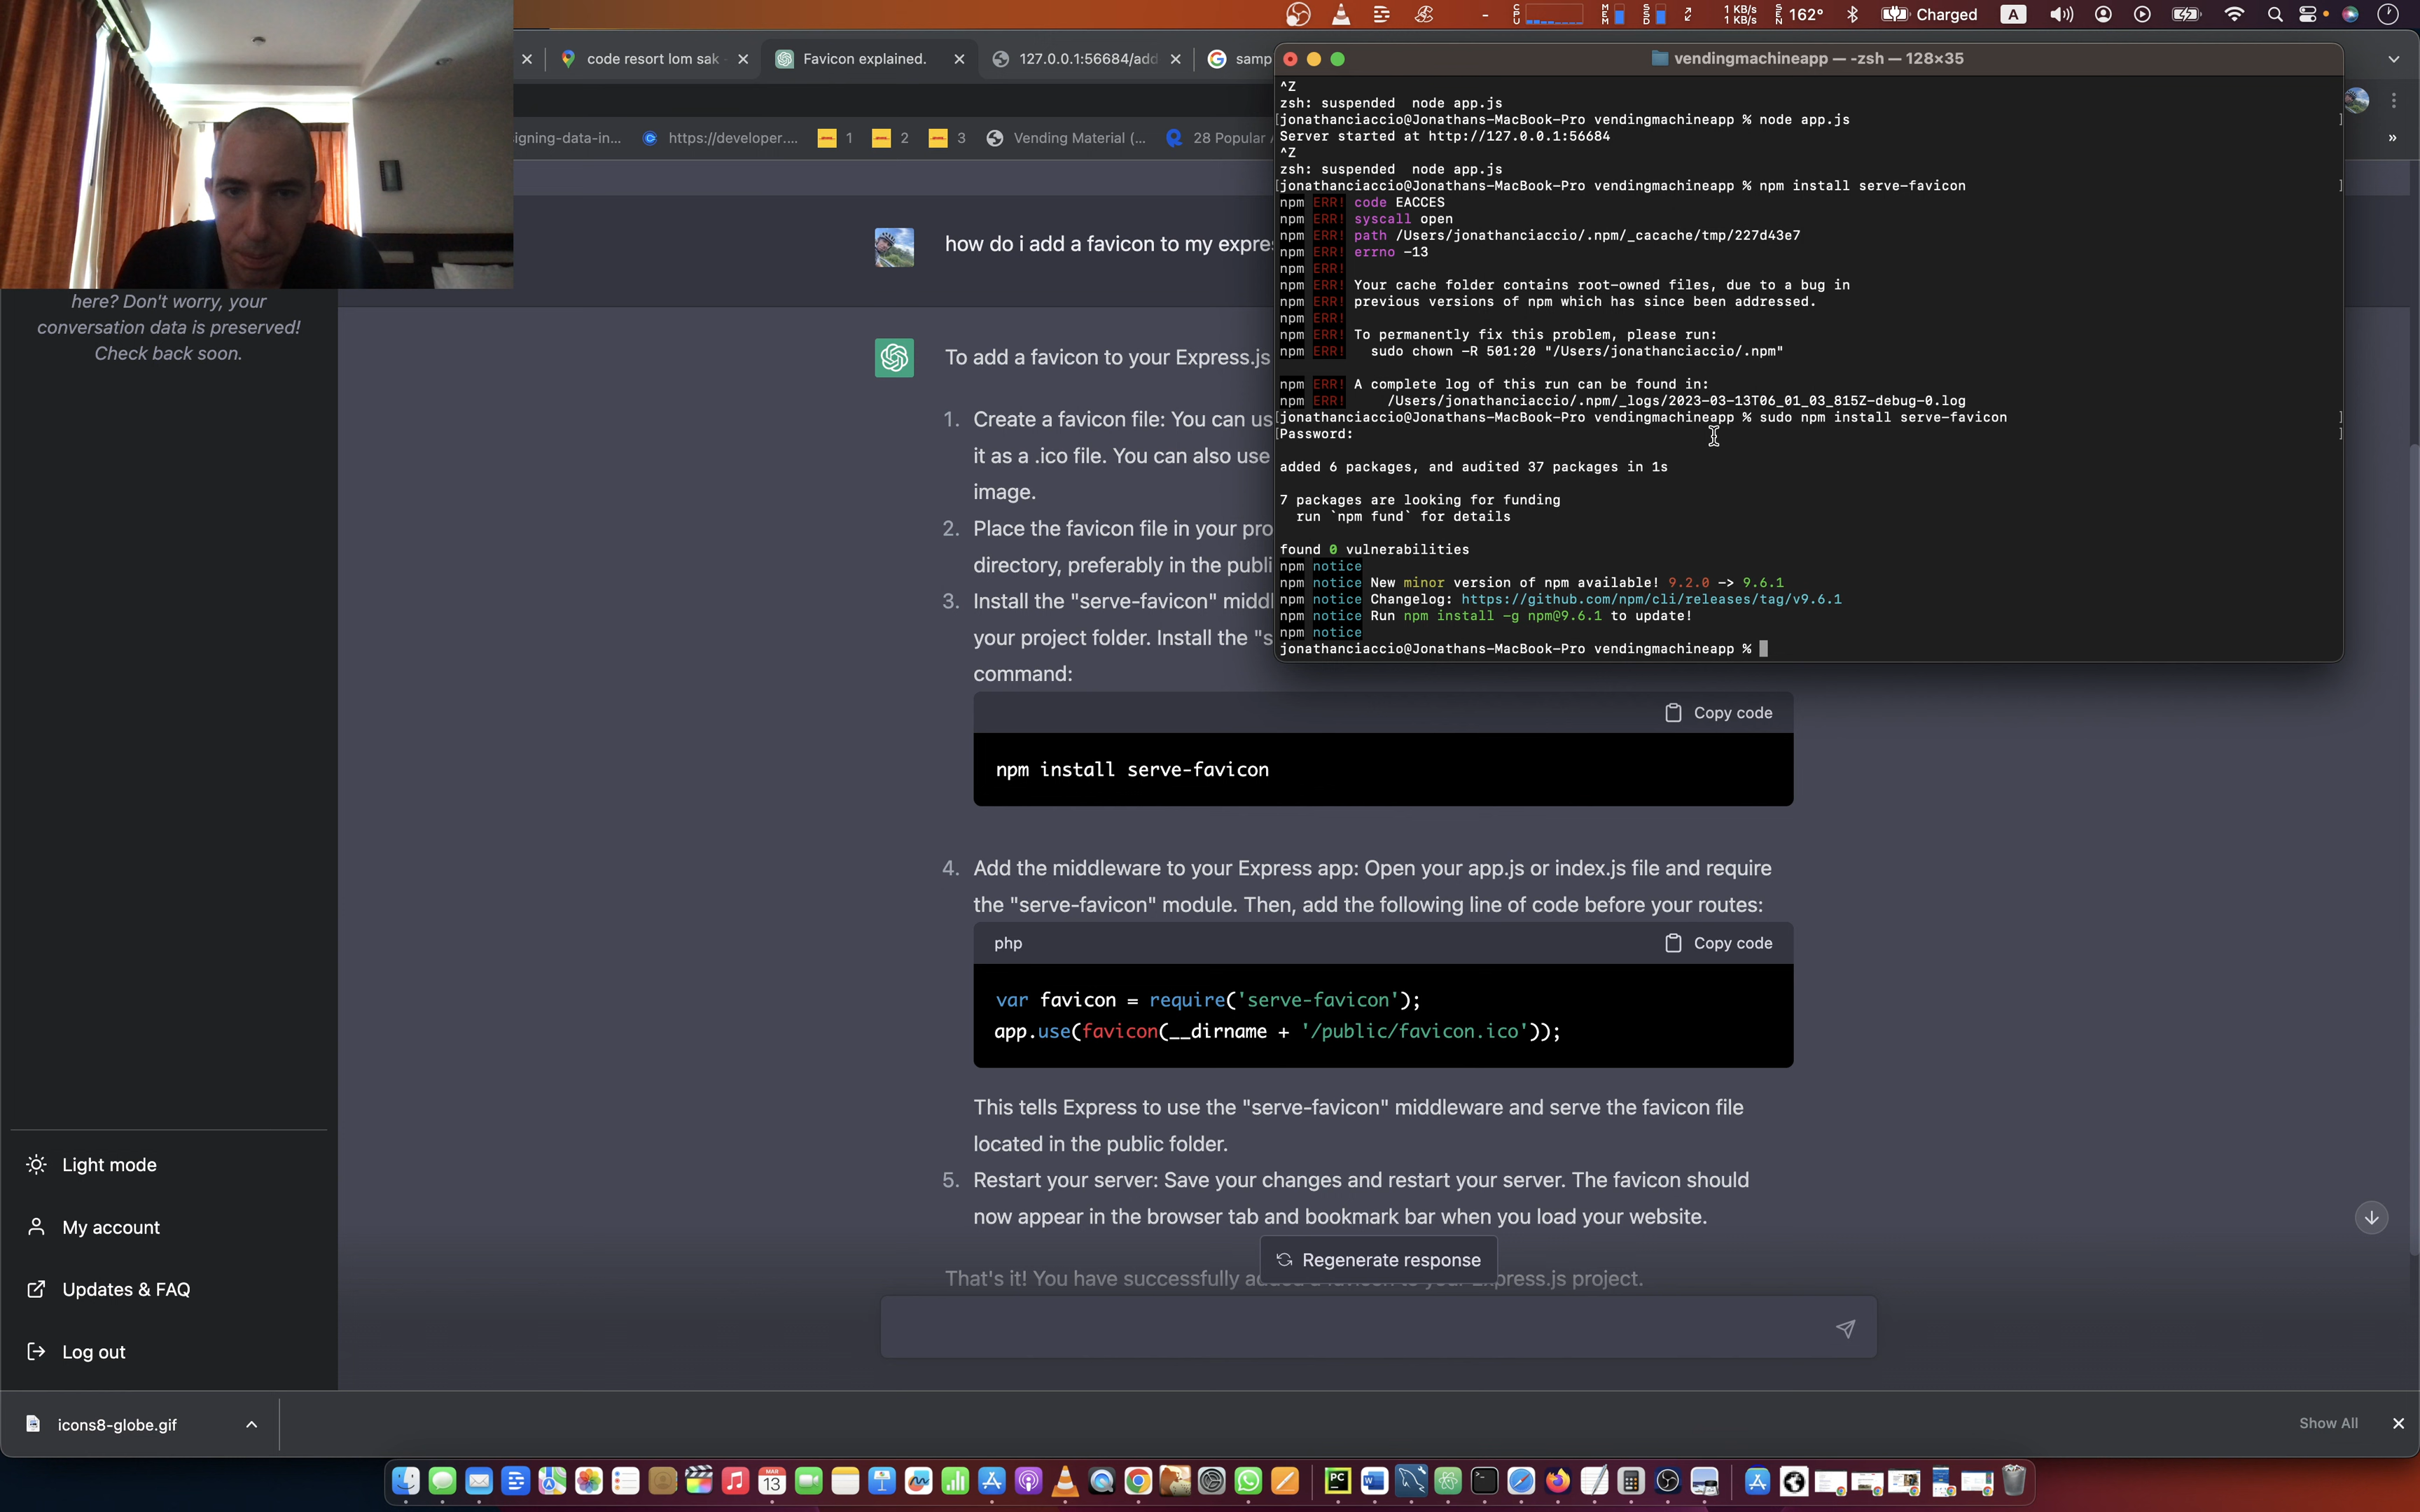 1 KB/s
1 KB/s
162°
Charged
A
code resort lom sak
Favicon explained.
127.0.0.1:56684/add
samp
igning-data-in...
https://developer....
1
2
3
Vending Material (...
28 Popular
»
vendingmachineapp — -zsh — 128×35
^Z
zsh: suspended  node app.js
jonathanciaccio@Jonathans-MacBook-Pro vendingmachineapp % node app.js
Server started at http://127.0.0.1:56684
^Z
zsh: suspended  node app.js
jonathanciaccio@Jonathans-MacBook-Pro vendingmachineapp % npm install serve-favicon
npm ERR! code EACCES
npm ERR! syscall open
npm ERR! path /Users/jonathanciaccio/.npm/_cacache/tmp/227d43e7
npm ERR! errno -13
npm ERR!
npm ERR! Your cache folder contains root-owned files, due to a bug in
npm ERR! previous versions of npm which has since been addressed.
npm ERR!
npm ERR! To permanently fix this problem, please run:
npm ERR!   sudo chown -R 501:20 "/Users/jonathanciaccio/.npm"
npm ERR! A complete log of this run can be found in:
npm ERR!     /Users/jonathanciaccio/.npm/_logs/2023-03-13T06_01_03_815Z-debug-0.log
jonathanciaccio@Jonathans-MacBook-Pro vendingmachineapp % sudo npm install serve-favicon
Password:
added 6 packages, and audited 37 packages in 1s
7 packages are looking for funding
  run `npm fund` for details
found 0 vulnerabilities
npm notice
npm notice New minor version of npm available! 9.2.0 -> 9.6.1
npm notice Changelog: https://github.com/npm/cli/releases/tag/v9.6.1
npm notice Run npm install -g npm@9.6.1 to update!
npm notice
jonathanciaccio@Jonathans-MacBook-Pro vendingmachineapp %
here? Don't worry, your
conversation data is preserved!
Check back soon.
how do i add a favicon to my expre
To add a favicon to your Express.js
1. Create a favicon file: You can us
it as a .ico file. You can also use
image.
2. Place the favicon file in your pro
directory, preferably in the publi
3. Install the "serve-favicon" middl
your project folder. Install the "s
command:
Copy code
npm install serve-favicon
4. Add the middleware to your Express app: Open your app.js or index.js file and require
the "serve-favicon" module. Then, add the following line of code before your routes:
php
Copy code
var favicon = require('serve-favicon');
app.use(favicon(__dirname + '/public/favicon.ico'));
This tells Express to use the "serve-favicon" middleware and serve the favicon file
located in the public folder.
5. Restart your server: Save your changes and restart your server. The favicon should
now appear in the browser tab and bookmark bar when you load your website.
Regenerate response
That's it! You have successfully added a favicon to your Express.js project.
Light mode
My account
Updates & FAQ
Log out
icons8-globe.gif
Show All
MAR
13
PC